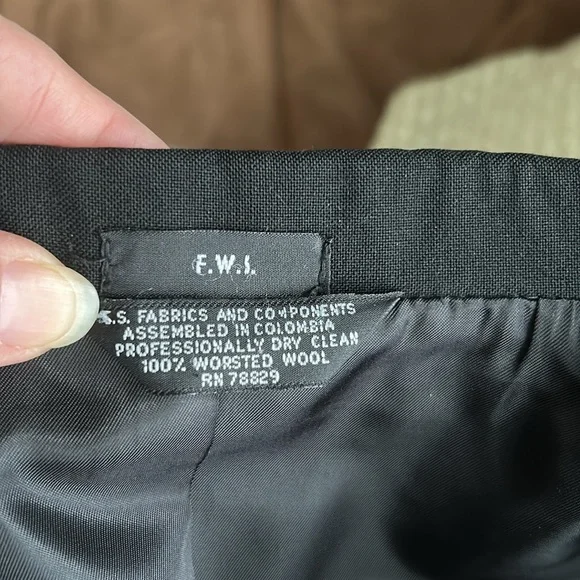 F.W.I.
.S. FABRICS AND COMPONENTS
ASSEMBLED IN COLOMBIA
PROFESSIONALLY DRY CLEAN
100% WORSTED WOOL
RN 78829